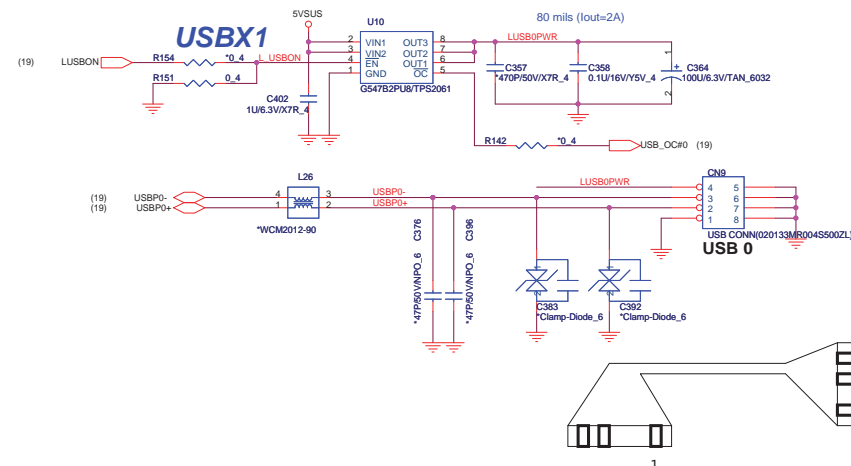 5VSUS
USBX1
U10
80 mils (Iout=2A)
(19) LUSBON
R154 *0_4
L_USBON
R151 0_4
2 VIN1 OUT3 8
3 VIN2 OUT2 7
4 EN OUT1 6
1 GND OC 5
G547B2PU8/TPS2061
LUSB0PWR
C402
1U/6.3V/X7R_4
C357
*470P/50V/X7R_4
C358
0.1U/16V/Y5V_4
1
+
C364
100U/6.3V/TAN_6032
2
R142 *0_4
USB_OC#0 (19)
L26
(19) USBP0-
(19) USBP0+
4 3
1 2
*WCM2012-90
USBP0-
USBP0+
LUSB0PWR
CN9
4 5
3 6
2 7
1 8
USB CONN(020133MR004S500ZL)
USB 0
*47P/50V/NPO_6 C376
*47P/50V/NPO_6 C396
1
2
C383
*Clamp-Diode_6
1
2
C392
*Clamp-Diode_6
1